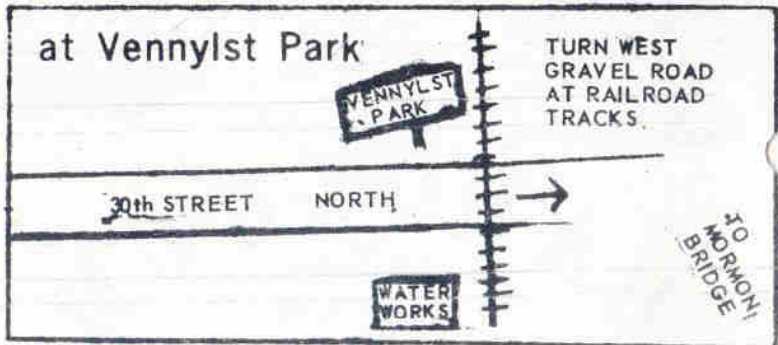 at Vennylst Park
VENNYLST
PARK
TURN WEST
GRAVEL ROAD
AT RAILROAD
TRACKS.
30th STREET NORTH
TO
MORMON
BRIDGE
WATER
WORKS